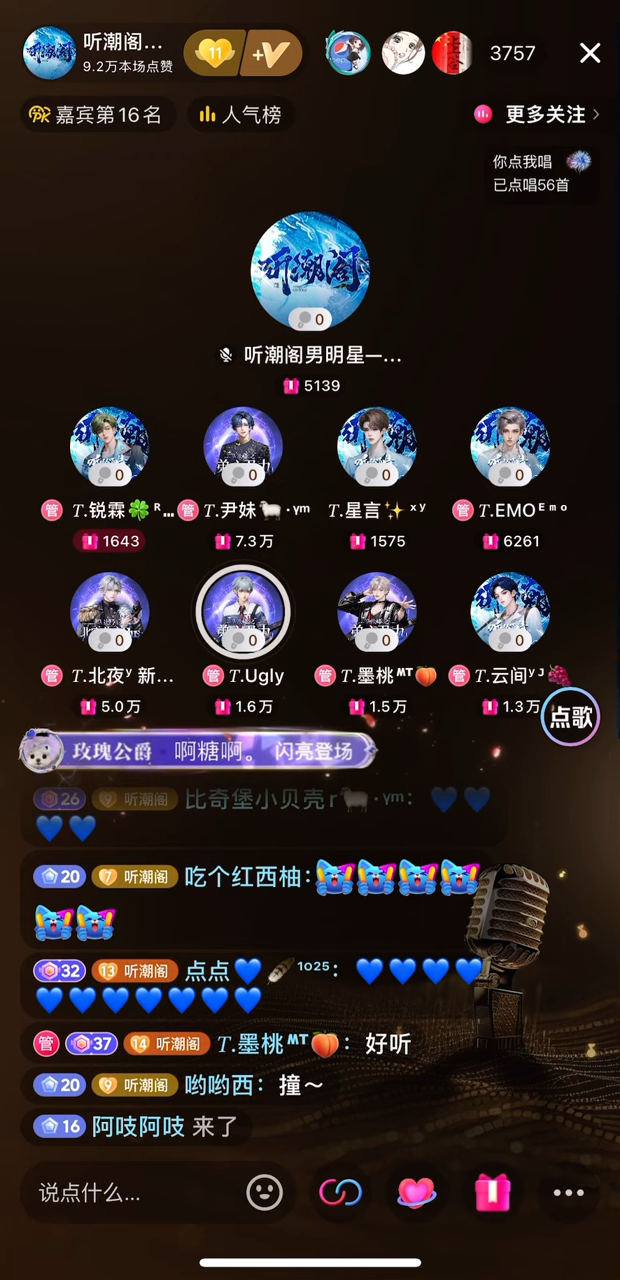 听潮阁...
9.2万本场点赞
11
+V
3757
嘉宾第16名
人气榜
更多关注
你点我唱
已点唱56首
听潮阁
0
听潮阁男明星—...
5139
0 0 0 0
管 T.锐霖🍀ᴿ... 管 T.尹妹🐑·ʸᵐ T.星言✨ˣʸ 管 T.EMOᴱᵐᵒ
1643 7.3万 1575 6261
0 0 0 0
管 T.北夜ʸ 新... 管 T.Ugly 管 T.墨桃ᴹᵀ🍑 管 T.云间ʸᴶ🍇
5.0万 1.6万 1.5万 1.3万
点歌
玫瑰公爵 啊糖啊。 闪亮登场
26 9 听潮阁 比奇堡小贝壳r🐑·ʸᵐ: 💙💙
💙💙
20 7 听潮阁 吃个红西柚:
32 13 听潮阁 点点💙🪶¹⁰²⁵: 💙💙💙💙
💙💙💙💙💙💙💙
管 37 14 听潮阁 T.墨桃ᴹᵀ🍑: 好听
20 9 听潮阁 哟哟西: 撞～
16 阿吱阿吱 来了
说点什么...